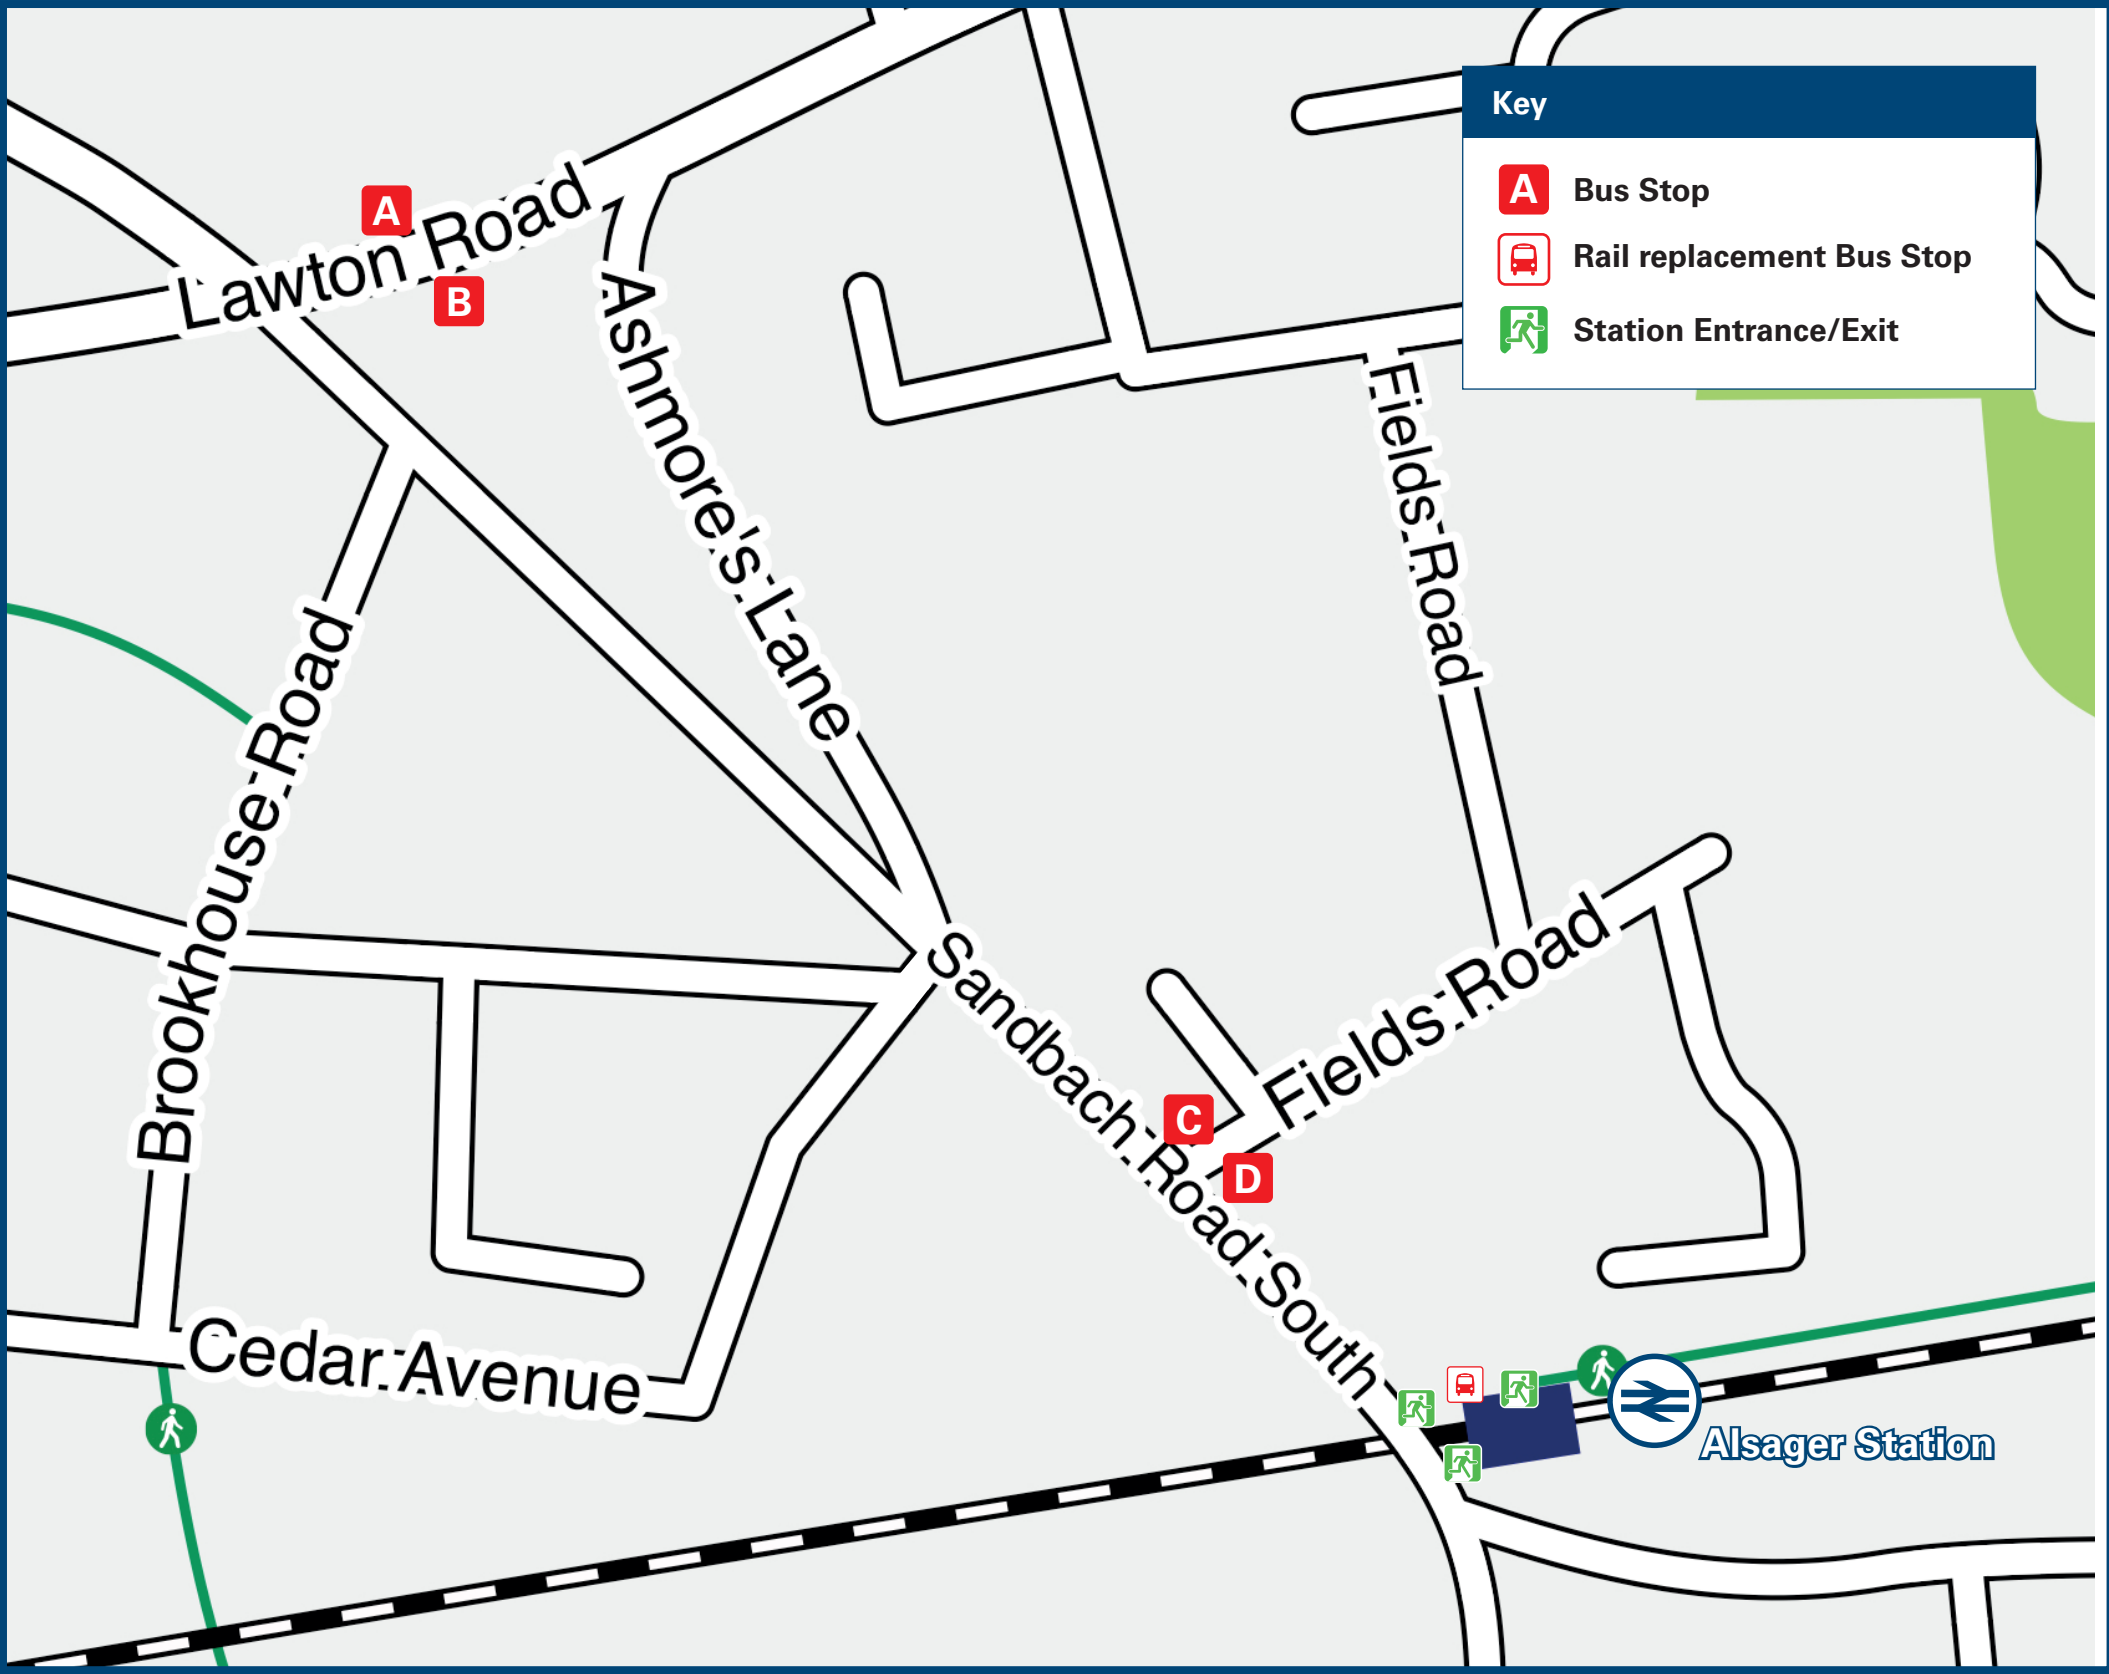 Key
A Bus Stop
Rail replacement Bus Stop
Station Entrance/Exit
A
Lawton Road
B
Ashmore's Lane
Fields Road
Brookhouse Road
Sandbach Road South
Fields Road
C
D
Cedar Avenue
Alsager Station